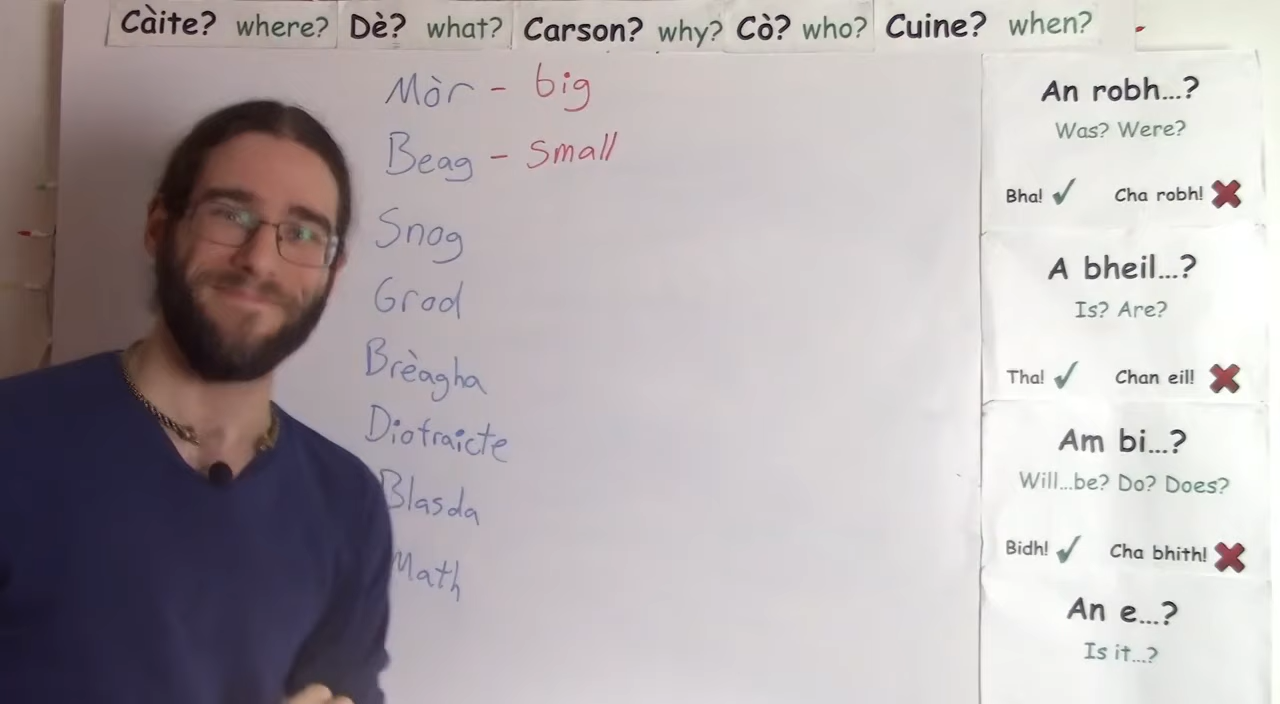 Càite? where? Dè? what? Carson? why? Cò? who? Cuine? when?
Mòr - big
Beag - Small
Snog
Grod
Brèagha
Diofraicte
Blasda
Math
An robh...?
Was? Were?
Bha! Cha robh!
A bheil...?
Is? Are?
Tha! Chan eil!
Am bi...?
Will...be? Do? Does?
Bidh! Cha bhith!
An e...?
Is it...?